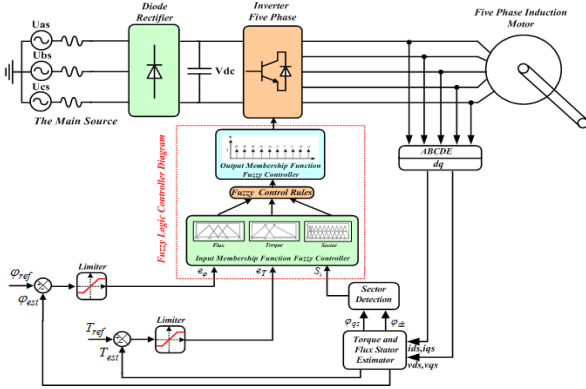 Diode
Rectifier
Inverter
Five Phase
Five Phase Induction
Motor
Uas
Ubs
Ucs
Vdc
The Main Source
ABCDE
dq
Fuzzy Logic Controller Diagram
Output Membership Function
Fuzzy Controller
Fuzzy Control Rules
Flux
Torque
Sector
Input Membership Function Fuzzy Controller
eφ
eT
Si
φref
φest
Limiter
Sector
Detection
φqs
φds
Tref
Test
Limiter
Torque and
Flux Stator
Estimator
ids,iqs
vds,vqs